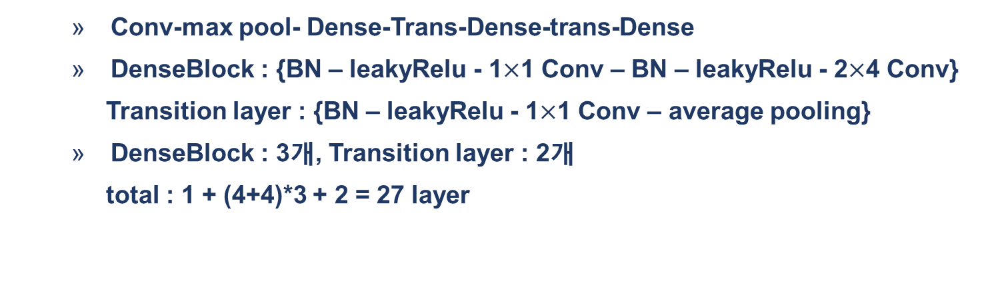 » Conv-max pool- Dense-Trans-Dense-trans-Dense
» DenseBlock : {BN – leakyRelu - 1×1 Conv – BN – leakyRelu - 2×4 Conv}
Transition layer : {BN – leakyRelu - 1×1 Conv – average pooling}
» DenseBlock : 3개, Transition layer : 2개
total : 1 + (4+4)*3 + 2 = 27 layer